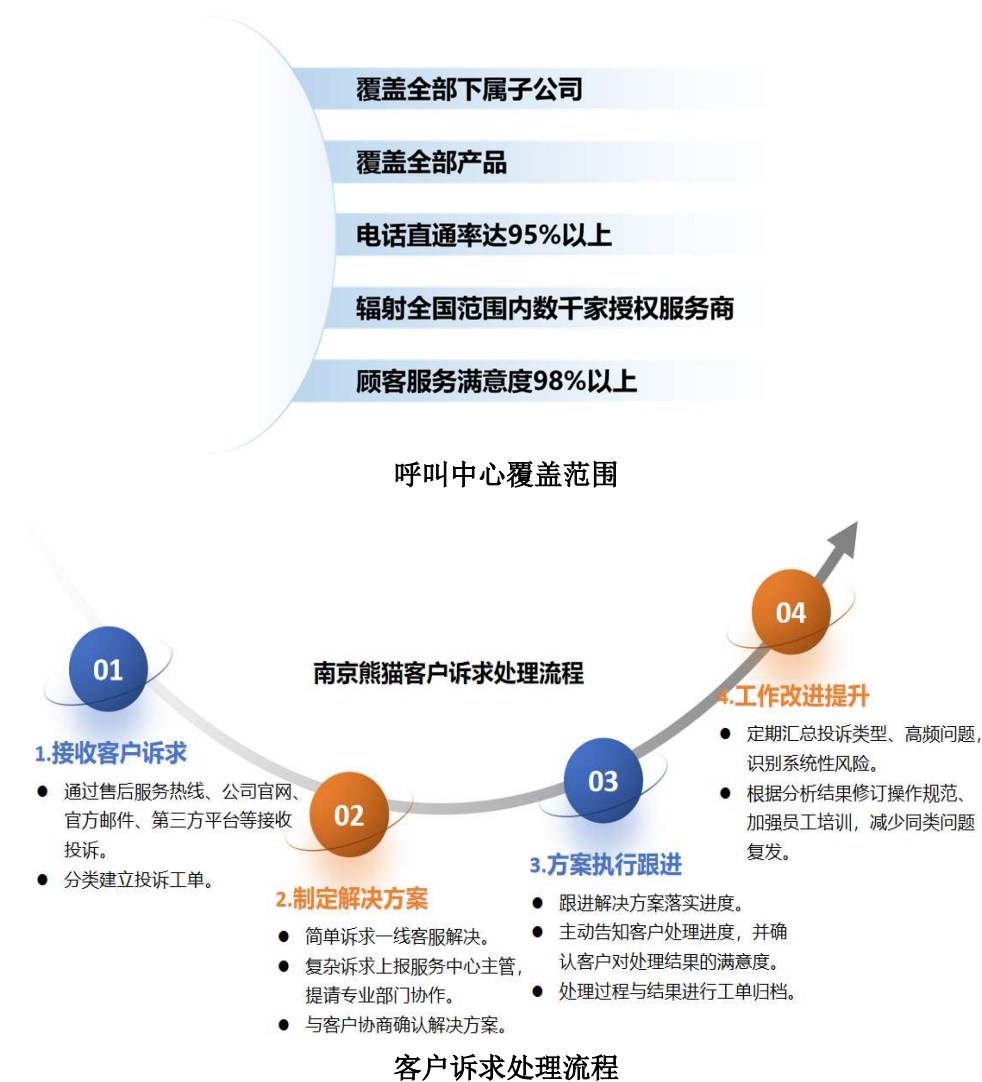 覆盖全部下属子公司
覆盖全部产品
电话直通率达95%以上
辐射全国范围内数千家授权服务商
顾客服务满意度98%以上
呼叫中心覆盖范围
南京熊猫客户诉求处理流程
01
1.接收客户诉求
● 通过售后服务热线、公司官网、
官方邮件、第三方平台等接收
投诉。
● 分类建立投诉工单。
02
2.制定解决方案
● 简单诉求一线客服解决。
● 复杂诉求上报服务中心主管，
提请专业部门协作。
● 与客户协商确认解决方案。
03
3.方案执行跟进
● 跟进解决方案落实进度。
● 主动告知客户处理进度，并确
认客户对处理结果的满意度。
● 处理过程与结果进行工单归档。
04
4.工作改进提升
● 定期汇总投诉类型、高频问题，
识别系统性风险。
● 根据分析结果修订操作规范、
加强员工培训，减少同类问题
复发。
客户诉求处理流程